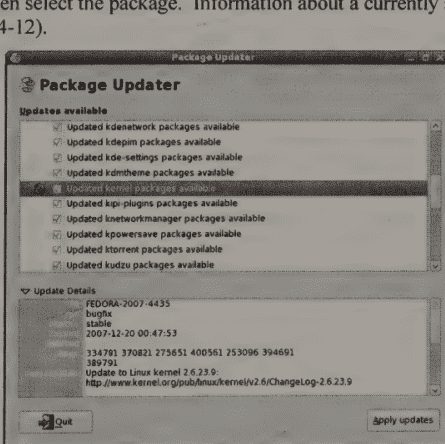 en select the package. Information about a currently
4-12).
Package Updater
Package Updater
Updates available
Updated kdenetwork packages available
Updated kdepim packages available
Updated kde-settings packages available
Updated kdmtheme packages available
Updated kernel packages available
Updated kipi-plugins packages available
Updated knetworkmanager packages available
Updated kpowersave packages available
Updated ktorrent packages available
Updated kudzu packages available
Update Details
FEDORA-2007-4435
bugfix
stable
2007-12-20 00:47:53
334791 370821 275651 400561 253096 394691
389791
Update to Linux kernel 2.6.23.9:
http://www.kernel.org/pub/linux/kernel/v2.6/ChangeLog-2.6.23.9
Quit
Apply updates